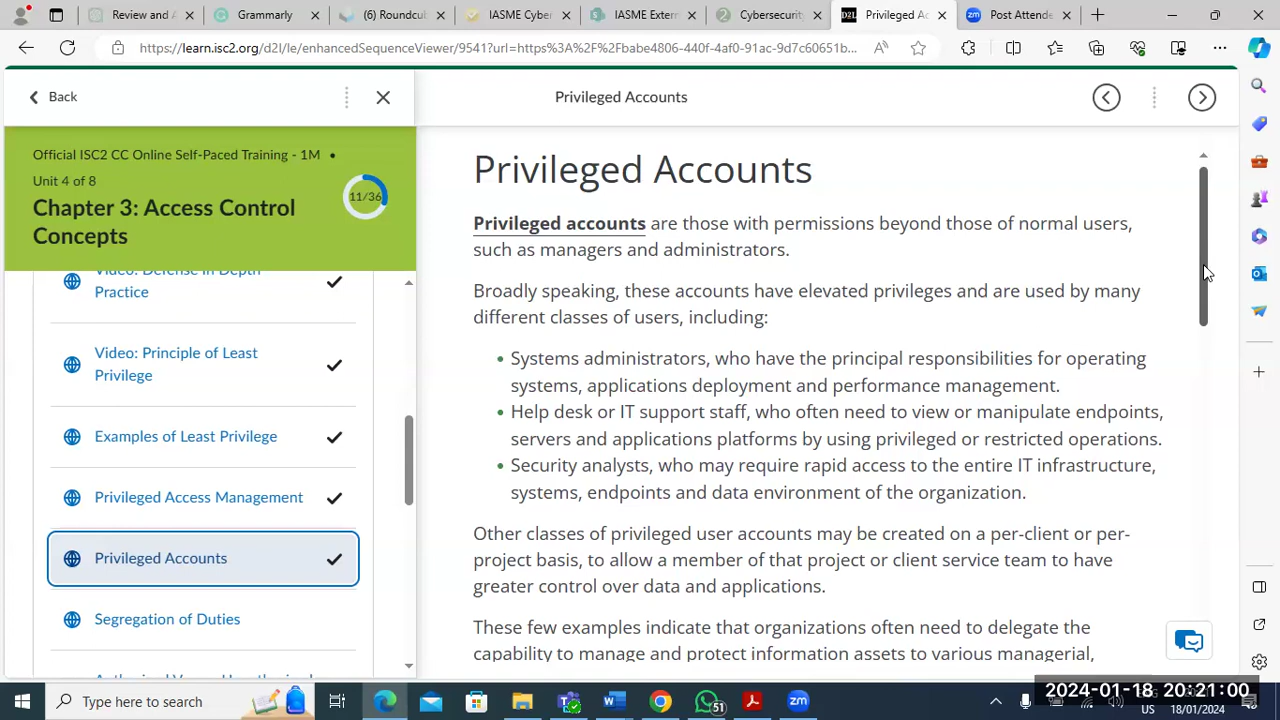 Review and A
Grammarly
(6) Roundcub
IASME Cyber
IASME Extern
Cybersecurity
Privileged Ac
Post Attende
https://learn.isc2.org/d2l/le/enhancedSequenceViewer/9541?url=https%3A%2F%2Fbabe4806-440f-4af0-91ac-9d7c60651b...
Back
Privileged Accounts
Official ISC2 CC Online Self-Paced Training - 1M •
Unit 4 of 8
Chapter 3: Access Control
Concepts
11/36
Video: Defense in Depth
Practice
Video: Principle of Least
Privilege
Examples of Least Privilege
Privileged Access Management
Privileged Accounts
Segregation of Duties
Privileged Accounts
Privileged accounts are those with permissions beyond those of normal users,
such as managers and administrators.
Broadly speaking, these accounts have elevated privileges and are used by many
different classes of users, including:
• Systems administrators, who have the principal responsibilities for operating
systems, applications deployment and performance management.
• Help desk or IT support staff, who often need to view or manipulate endpoints,
servers and applications platforms by using privileged or restricted operations.
• Security analysts, who may require rapid access to the entire IT infrastructure,
systems, endpoints and data environment of the organization.
Other classes of privileged user accounts may be created on a per-client or per-
project basis, to allow a member of that project or client service team to have
greater control over data and applications.
These few examples indicate that organizations often need to delegate the
capability to manage and protect information assets to various managerial,
Type here to search
51
2024-01-18 20:21:00
US
18/01/2024